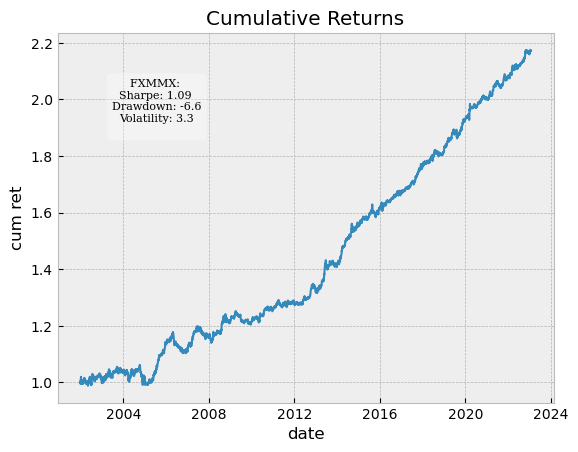 Cumulative Returns
2.2
2.0
1.8
1.6
1.4
1.2
1.0
cum ret
FXMMX:
Sharpe: 1.09
Drawdown: -6.6
Volatility: 3.3
2004 2008 2012 2016 2020 2024
date